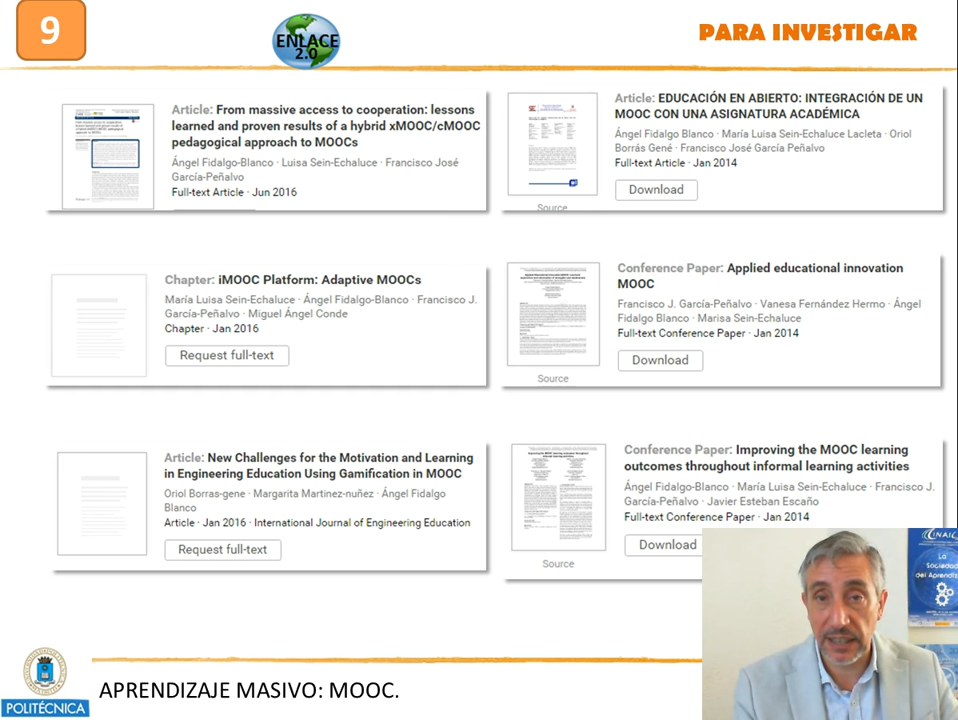 9
ENLACE
2.0
PARA INVESTIGAR
Article: From massive access to cooperation: lessons
learned and proven results of a hybrid xMOOC/cMOOC
pedagogical approach to MOOCs
Ángel Fidalgo-Blanco · Luisa Sein-Echaluce · Francisco José
García-Peñalvo
Full-text Article · Jun 2016
Article: EDUCACIÓN EN ABIERTO: INTEGRACIÓN DE UN
MOOC CON UNA ASIGNATURA ACADÉMICA
Ángel Fidalgo Blanco · María Luisa Sein-Echaluce Lacleta · Oriol
Borrás Gené · Francisco José García Peñalvo
Full-text Article · Jan 2014
Download
Source
Chapter: iMOOC Platform: Adaptive MOOCs
María Luisa Sein-Echaluce · Ángel Fidalgo-Blanco · Francisco J.
García-Peñalvo · Miguel Ángel Conde
Chapter · Jan 2016
Request full-text
Conference Paper: Applied educational innovation
MOOC
Francisco J. García-Peñalvo · Vanesa Fernández Hermo · Ángel
Fidalgo Blanco · Marisa Sein-Echaluce
Full-text Conference Paper · Jan 2014
Download
Source
Article: New Challenges for the Motivation and Learning
in Engineering Education Using Gamification in MOOC
Oriol Borras-gene · Margarita Martinez-nuñez · Ángel Fidalgo
Blanco
Article · Jan 2016 · International Journal of Engineering Education
Request full-text
Conference Paper: Improving the MOOC learning
outcomes throughout informal learning activities
Ángel Fidalgo-Blanco · María Luisa Sein-Echaluce · Francisco J.
García-Peñalvo · Javier Esteban Escaño
Full-text Conference Paper · Jan 2014
Download
Source
CINAIC
La
Sociedad
del Aprendiz
POLITÉCNICA
APRENDIZAJE MASIVO: MOOC.